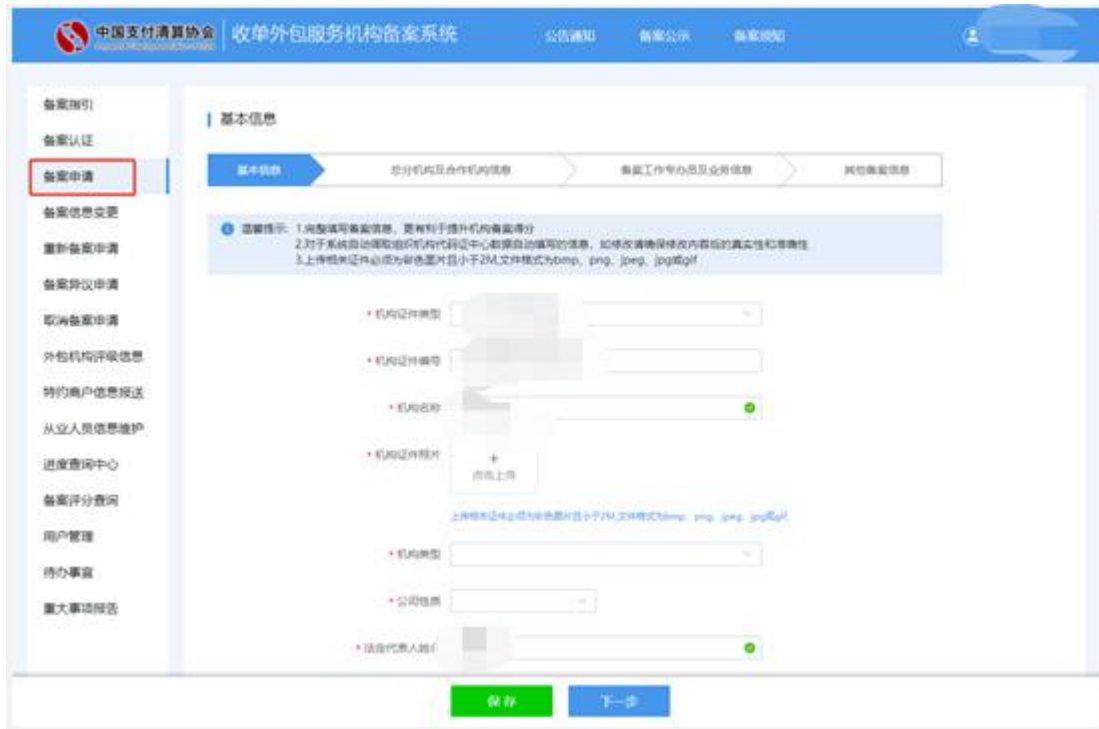 中国支付清算协会
收单外包服务机构备案系统
公告通知
备案公示
备案须知
备案指引
备案认证
备案申请
备案信息变更
重新备案申请
备案异议申请
取消备案申请
外包机构评级信息
特约商户信息报送
从业人员信息维护
进度查询中心
备案评分查询
用户管理
待办事宜
重大事项报告
基本信息
基本信息
总分机构及合作机构信息
备案工作专办员及业务信息
其他备案信息
温馨提示: 1.完整填写备案信息，更有利于提升机构备案得分
2.对于系统自动调取组织机构代码证中心数据自动填写的信息，如修改请确保修改内容后的真实性和准确性
3.上传相关证件必须为彩色图片且小于2M,文件格式为bmp、png、jpeg、jpg或gif
* 机构证件类型
* 机构证件编号
* 机构名称
* 机构证件照片
+
点击上传
上传相关证件必须为彩色图片且小于2M,文件格式为bmp、png、jpeg、jpg或gif
* 机构类型
* 公司性质
* 法定代表人姓
保存
下一步